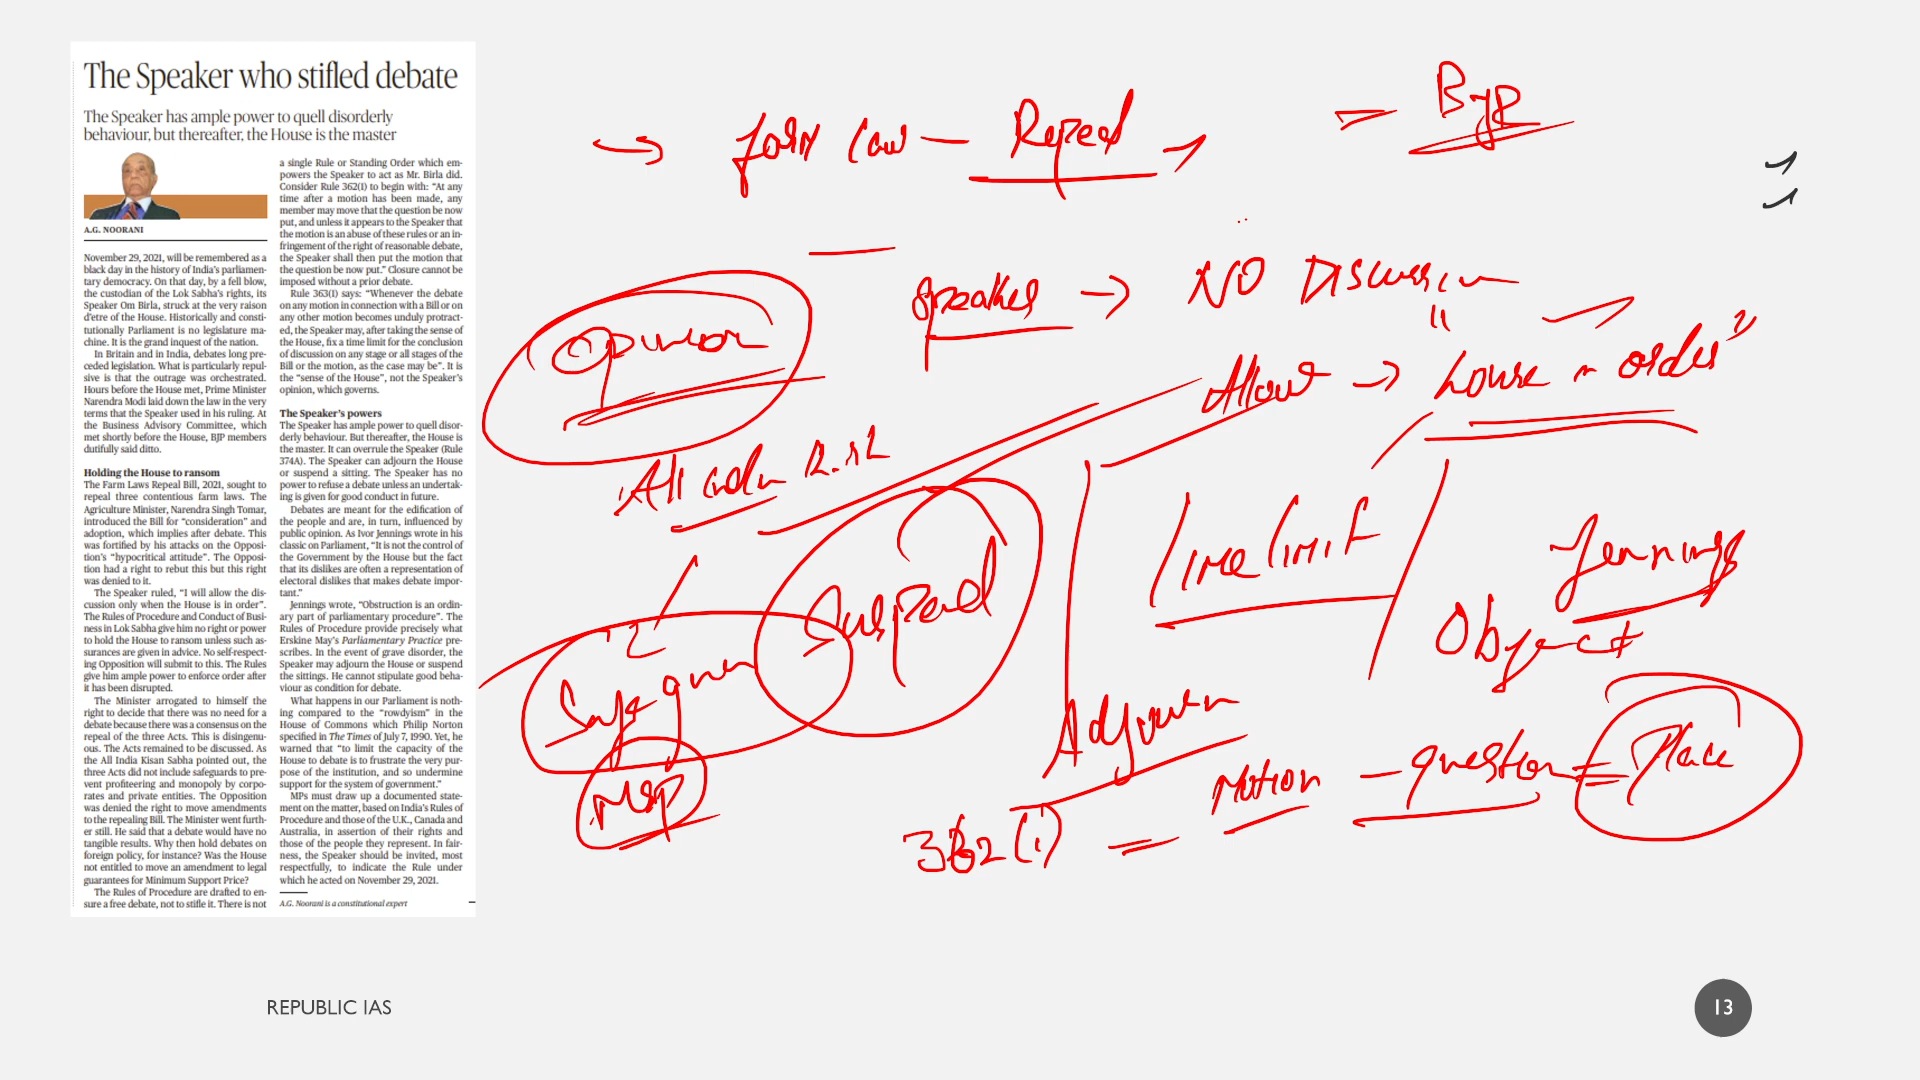 The Speaker who stifled debate
The Speaker has ample power to quell disorderly
behaviour, but thereafter, the House is the master
A.G. NOORANI
November 29, 2021, will be remembered as a
black day in the history of India's parliamen-
tary democracy. On that day, by a fell blow,
the custodian of the Lok Sabha's rights, its
Speaker Om Birla, struck at the very raison
d'etre of the House. Historically and consti-
tutionally Parliament is no legislature ma-
chine. It is the grand inquest of the nation.
In Britain and in India, debates long pre-
ceded legislation. What is particularly repul-
sive is that the outrage was orchestrated.
Hours before the House met, Prime Minister
Narendra Modi laid down the law in the very
terms that the Speaker used in his ruling. At
the Business Advisory Committee, which
met shortly before the House, BJP members
dutifully said ditto.
Holding the House to ransom
The Farm Laws Repeal Bill, 2021, sought to
repeal three contentious farm laws. The
Agriculture Minister, Narendra Singh Tomar,
introduced the Bill for "consideration" and
adoption, which implies after debate. This
was fortified by his attacks on the Opposi-
tion's "hypocritical attitude". The Opposi-
tion had a right to rebut this but this right
was denied to it.
The Speaker ruled, "I will allow the dis-
cussion only when the House is in order".
The Rules of Procedure and Conduct of Busi-
ness in Lok Sabha give him no right or power
to hold the House to ransom unless such as-
surances are given in advice. No self-respect-
ing Opposition will submit to this. The Rules
give him ample power to enforce order after
it has been disrupted.
The Minister arrogated to himself the
right to decide that there was no need for a
debate because there was a consensus on the
repeal of the three Acts. This is disingenu-
ous. The Acts remained to be discussed. As
the All India Kisan Sabha pointed out, the
three Acts did not include safeguards to pre-
vent profiteering and monopoly by corpo-
rates and private entities. The Opposition
was denied the right to move amendments
to the repealing Bill. The Minister went furth-
er still. He said that a debate would have no
tangible results. Why then hold debates on
foreign policy, for instance? Was the House
not entitled to move an amendment to legal
guarantees for Minimum Support Price?
The Rules of Procedure are drafted to en-
sure a free debate, not to stifle it. There is not
a single Rule or Standing Order which em-
powers the Speaker to act as Mr. Birla did.
Consider Rule 362(1) to begin with: "At any
time after a motion has been made, any
member may move that the question be now
put, and unless it appears to the Speaker that
the motion is an abuse of these rules or an in-
fringement of the right of reasonable debate,
the Speaker shall then put the motion that
the question be now put." Closure cannot be
imposed without a prior debate.
Rule 363(1) says: "Whenever the debate
on any motion in connection with a Bill or on
any other motion becomes unduly protract-
ed, the Speaker may, after taking the sense of
the House, fix a time limit for the conclusion
of discussion on any stage or all stages of the
Bill or the motion, as the case may be". It is
the "sense of the House", not the Speaker's
opinion, which governs.
The Speaker's powers
The Speaker has ample power to quell disor-
derly behaviour. But thereafter, the House is
the master. It can overrule the Speaker (Rule
374A). The Speaker can adjourn the House
or suspend a sitting. The Speaker has no
power to refuse a debate unless an undertak-
ing is given for good conduct in future.
Debates are meant for the edification of
the people and are, in turn, influenced by
public opinion. As Ivor Jennings wrote in his
classic on Parliament, "It is not the control of
the Government by the House but the fact
that its dislikes are often a representation of
electoral dislikes that makes debate impor-
tant."
Jennings wrote, "Obstruction is an ordin-
ary part of parliamentary procedure". The
Rules of Procedure provide precisely what
Erskine May's Parliamentary Practice pre-
scribes. In the event of grave disorder, the
Speaker may adjourn the House or suspend
the sittings. He cannot stipulate good beha-
viour as condition for debate.
What happens in our Parliament is noth-
ing compared to the "rowdyism" in the
House of Commons which Philip Norton
specified in The Times of July 7, 1990. Yet, he
warned that "to limit the capacity of the
House to debate is to frustrate the very pur-
pose of the institution, and so undermine
support for the system of government."
MPs must draw up a documented state-
ment on the matter, based on India's Rules of
Procedure and those of the U.K., Canada and
Australia, in assertion of their rights and
those of the people they represent. In fair-
ness, the Speaker should be invited, most
respectfully, to indicate the Rule under
which he acted on November 29, 2021.
A.G. Noorani is a constitutional expert
→ Farm Law — Repeal
Speaker → NO Discussion
Opinion
Allow → "house in order"
Suspend
Time limit
Jennings
Object
MSP
Adjourn
362(1) = Motion — question = Place
REPUBLIC IAS
13